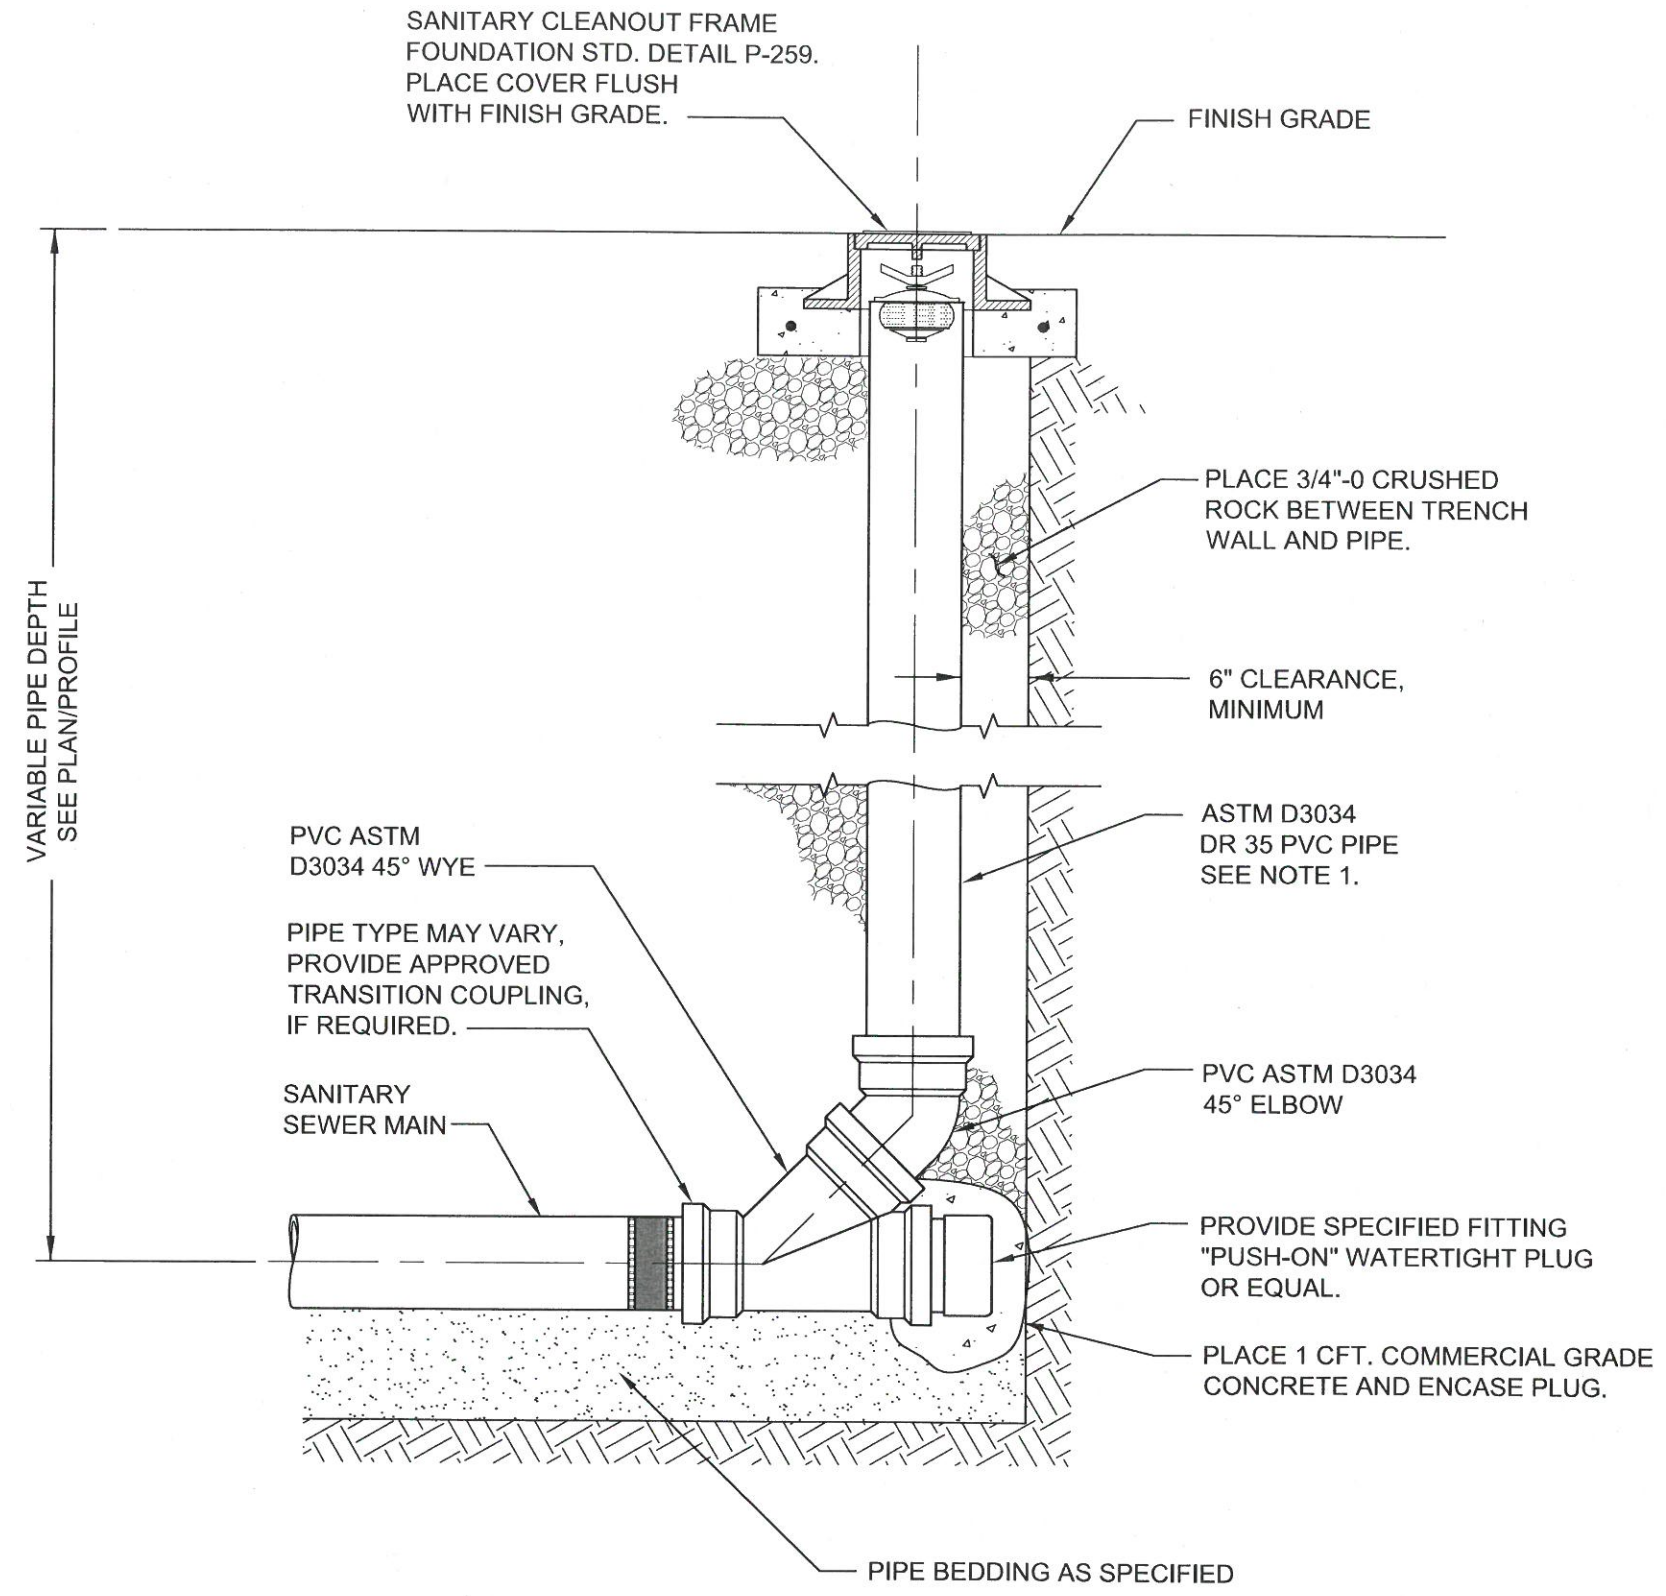 SANITARY CLEANOUT FRAME
FOUNDATION STD. DETAIL P-259.
PLACE COVER FLUSH
WITH FINISH GRADE.
FINISH GRADE
PLACE 3/4"-0 CRUSHED
ROCK BETWEEN TRENCH
WALL AND PIPE.
6" CLEARANCE,
MINIMUM
VARIABLE PIPE DEPTH
SEE PLAN/PROFILE
ASTM D3034
DR 35 PVC PIPE
SEE NOTE 1.
PVC ASTM
D3034 45° WYE
PIPE TYPE MAY VARY,
PROVIDE APPROVED
TRANSITION COUPLING,
IF REQUIRED.
SANITARY
SEWER MAIN
PVC ASTM D3034
45° ELBOW
PROVIDE SPECIFIED FITTING
"PUSH-ON" WATERTIGHT PLUG
OR EQUAL.
PLACE 1 CFT. COMMERCIAL GRADE
CONCRETE AND ENCASE PLUG.
PIPE BEDDING AS SPECIFIED